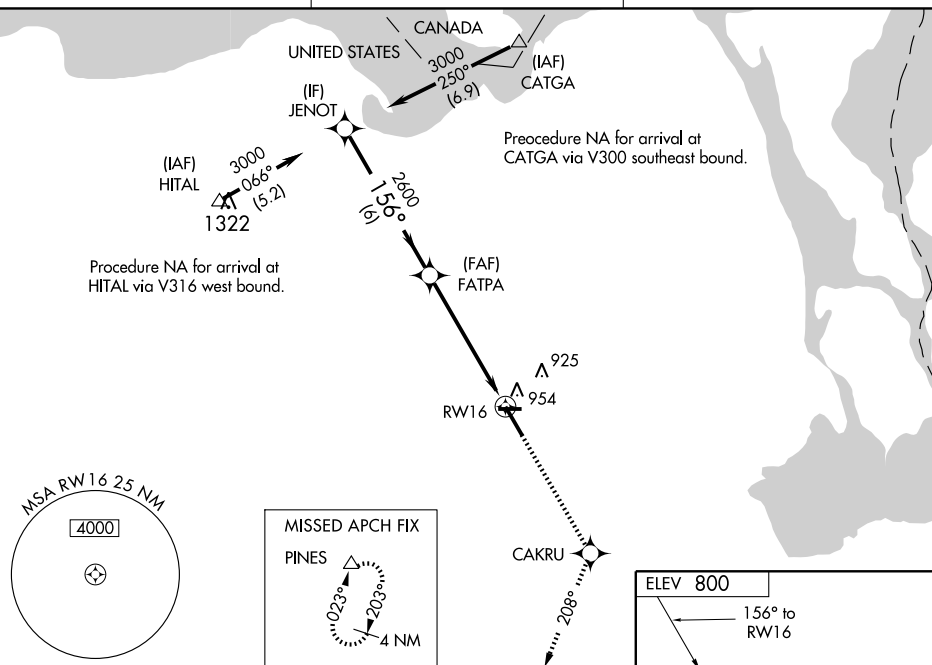 CANADA
UNITED STATES
3000
250°
(6.9)
(IAF)
CATGA
(IF)
JENOT
Preocedure NA for arrival at
CATGA via V300 southeast bound.
(IAF)
HITAL
3000
066°
(5.2)
1322
2600
156°
(6)
Procedure NA for arrival at
HITAL via V316 west bound.
(FAF)
FATPA
925
954
RW16
MSA RW16 25 NM
4000
MISSED APCH FIX
PINES
023°
203°
4 NM
CAKRU
208°
ELEV 800
156° to
RW16